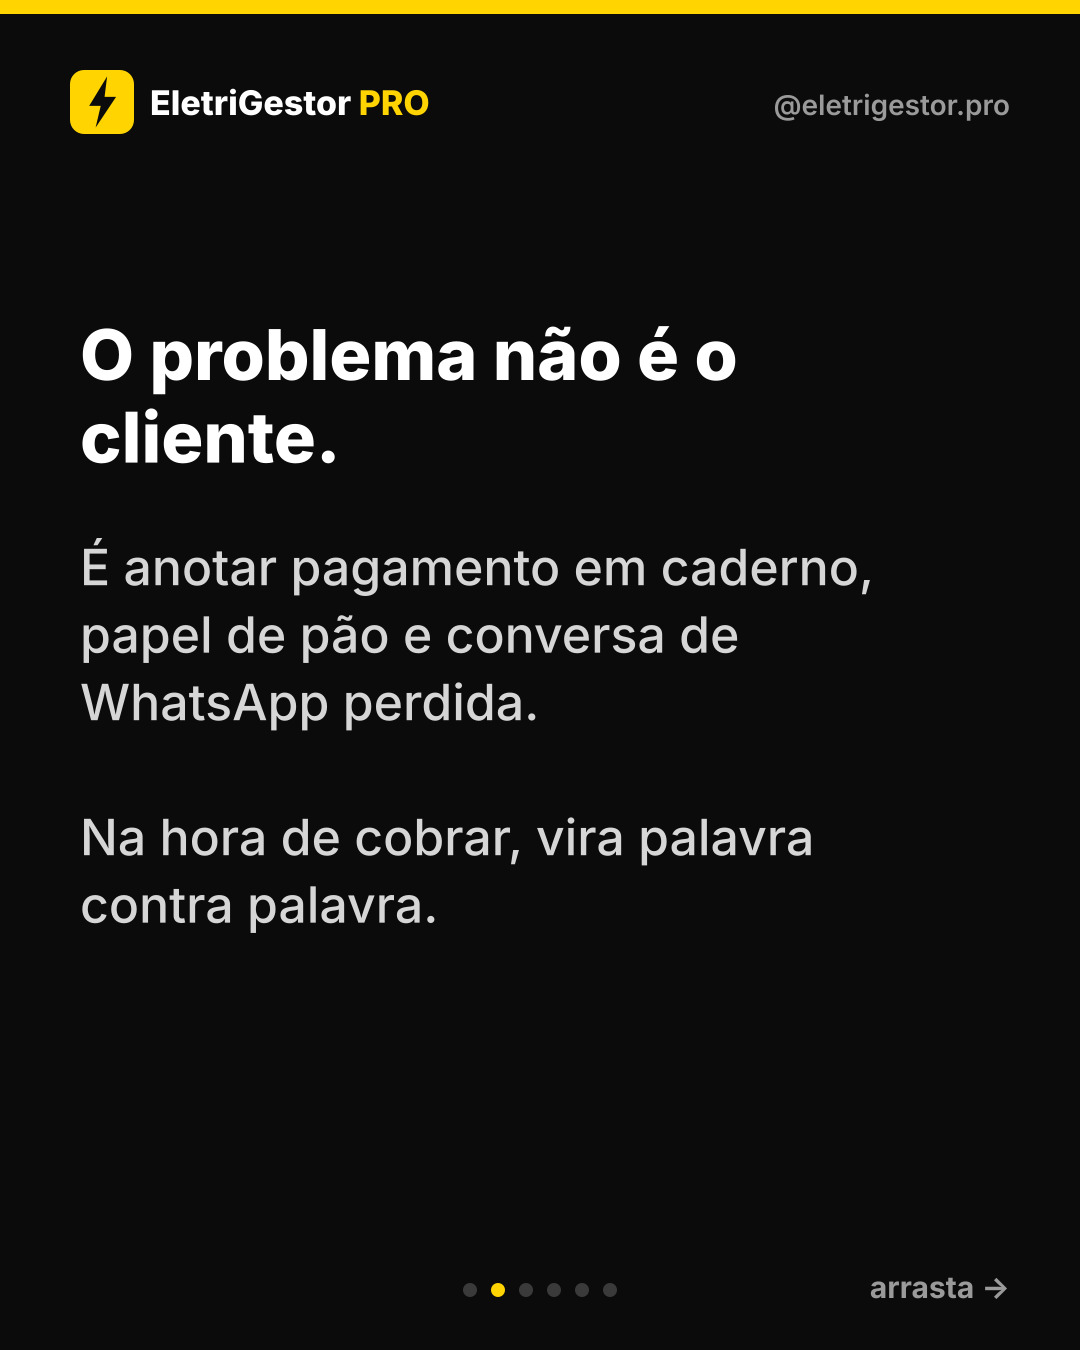 EletriGestor PRO
@eletrigestor.pro
O problema não é o
cliente.
É anotar pagamento em caderno,
papel de pão e conversa de
WhatsApp perdida.
Na hora de cobrar, vira palavra
contra palavra.
arrasta →